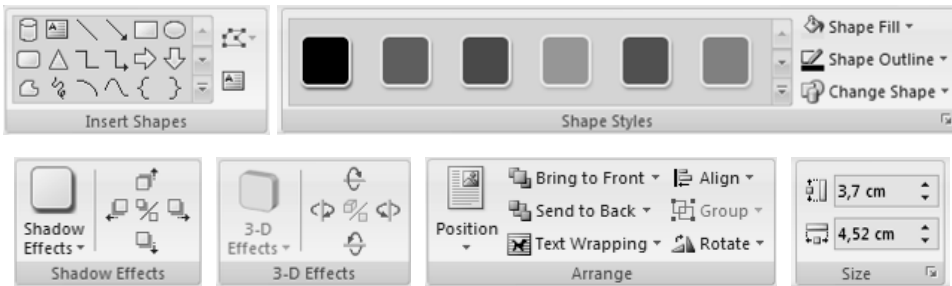 Shape Fill
Shape Outline
Change Shape
Insert Shapes
Shape Styles
Shadow
Effects
Shadow Effects
3-D
Effects
3-D Effects
Position
Bring to Front
Align
Send to Back
Group
Text Wrapping
Rotate
Arrange
3,7 cm
4,52 cm
Size